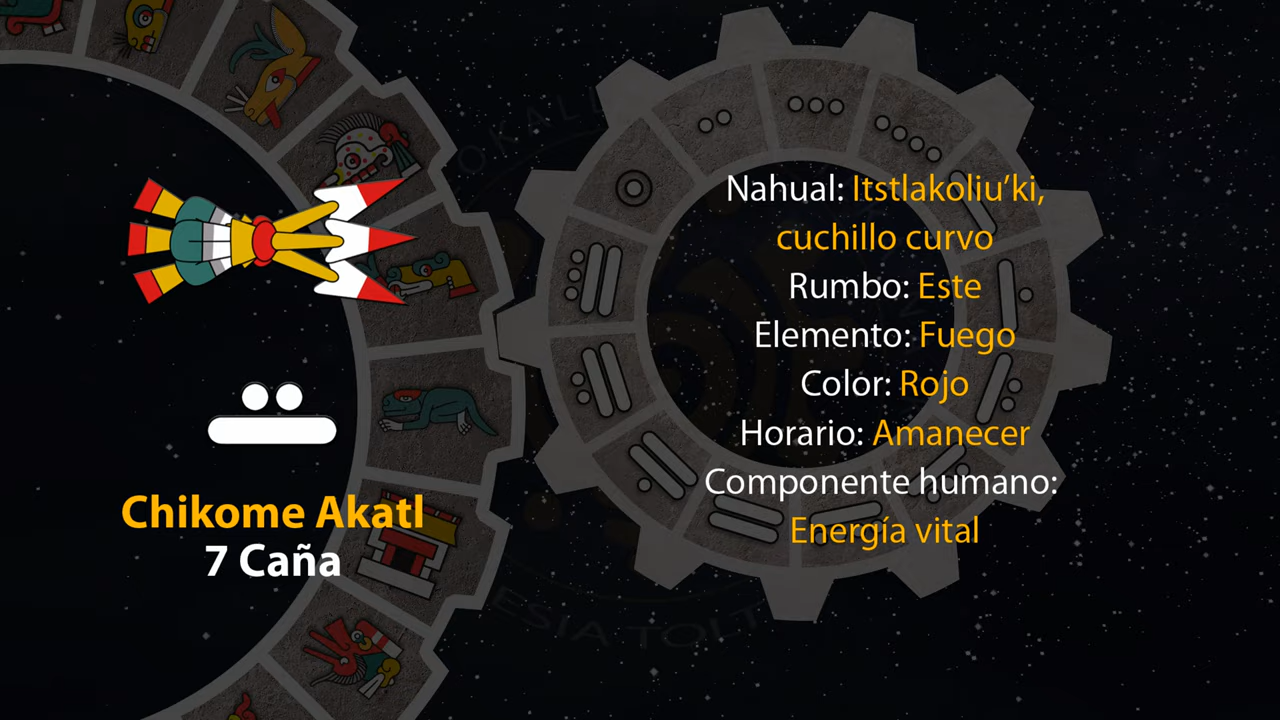 Chikome Akatl
7 Caña
Nahual: Itstlakoliu’ki,
cuchillo curvo
Rumbo: Este
Elemento: Fuego
Color: Rojo
Horario: Amanecer
Componente humano:
Energía vital